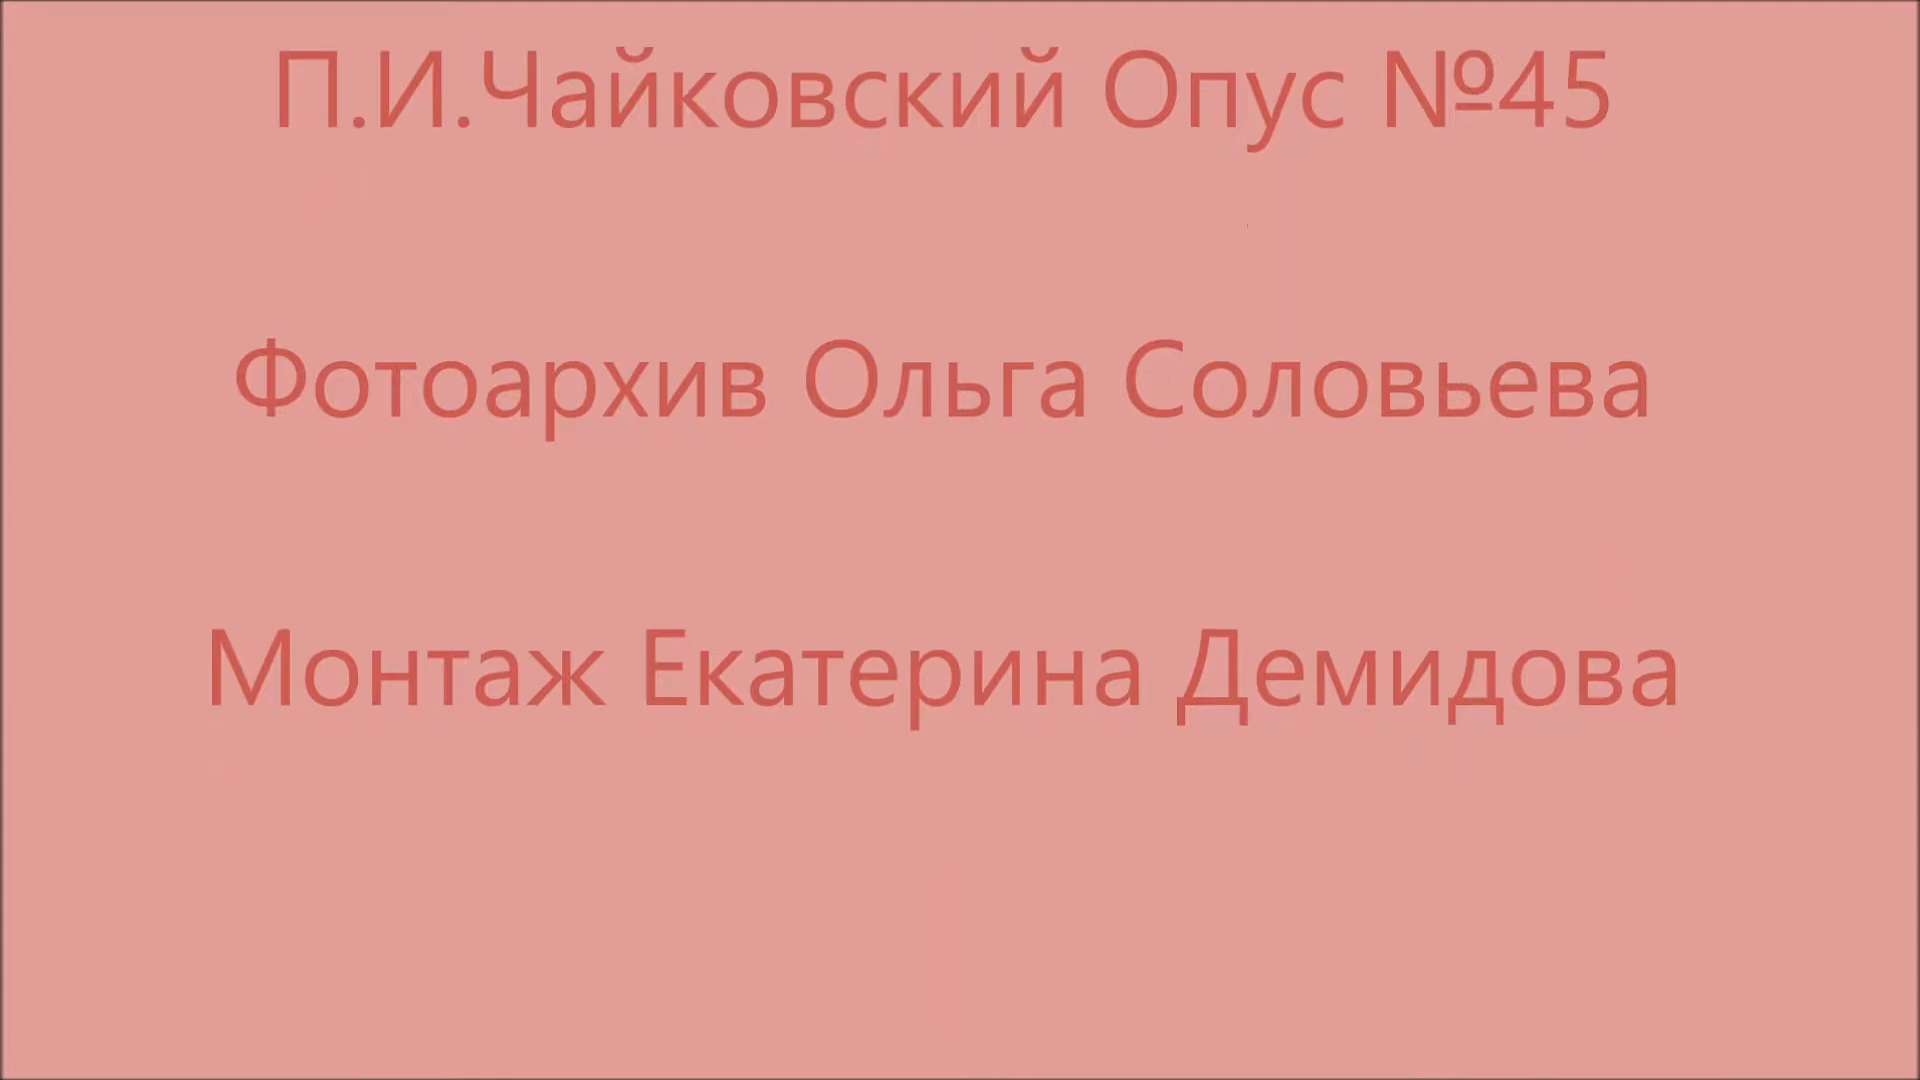 П.И.Чайковский Опус №45
Фотоархив Ольга Соловьева
Монтаж Екатерина Демидова